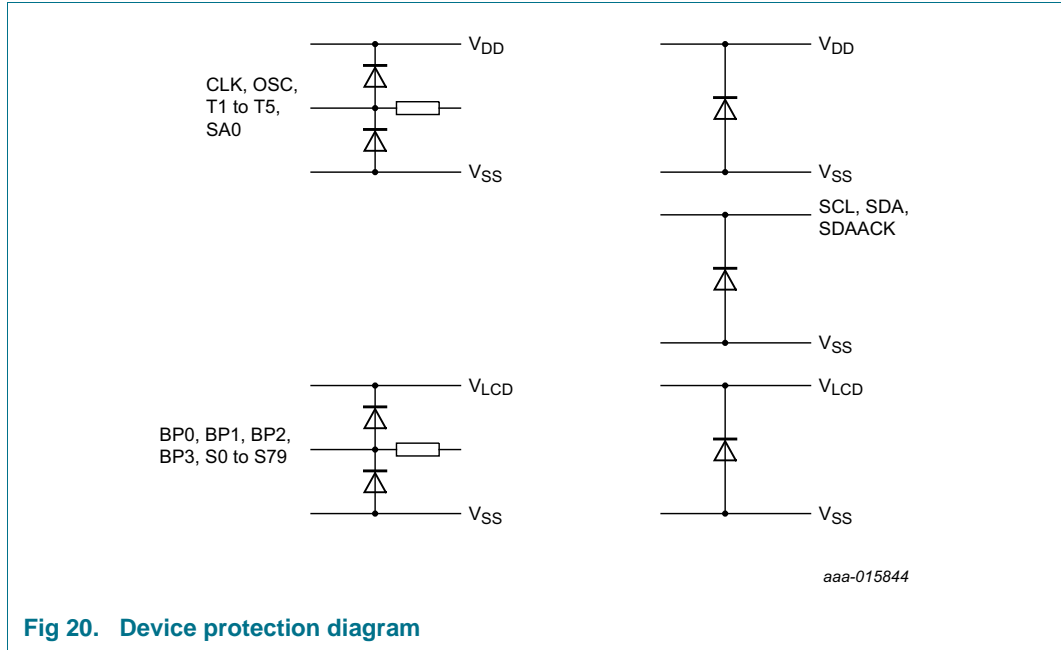 VDD
CLK, OSC,
T1 to T5,
SA0
VSS
VDD
VSS
SCL, SDA,
SDAACK
VSS
VLCD
BP0, BP1, BP2,
BP3, S0 to S79
VSS
VLCD
VSS
aaa-015844
Fig 20. Device protection diagram